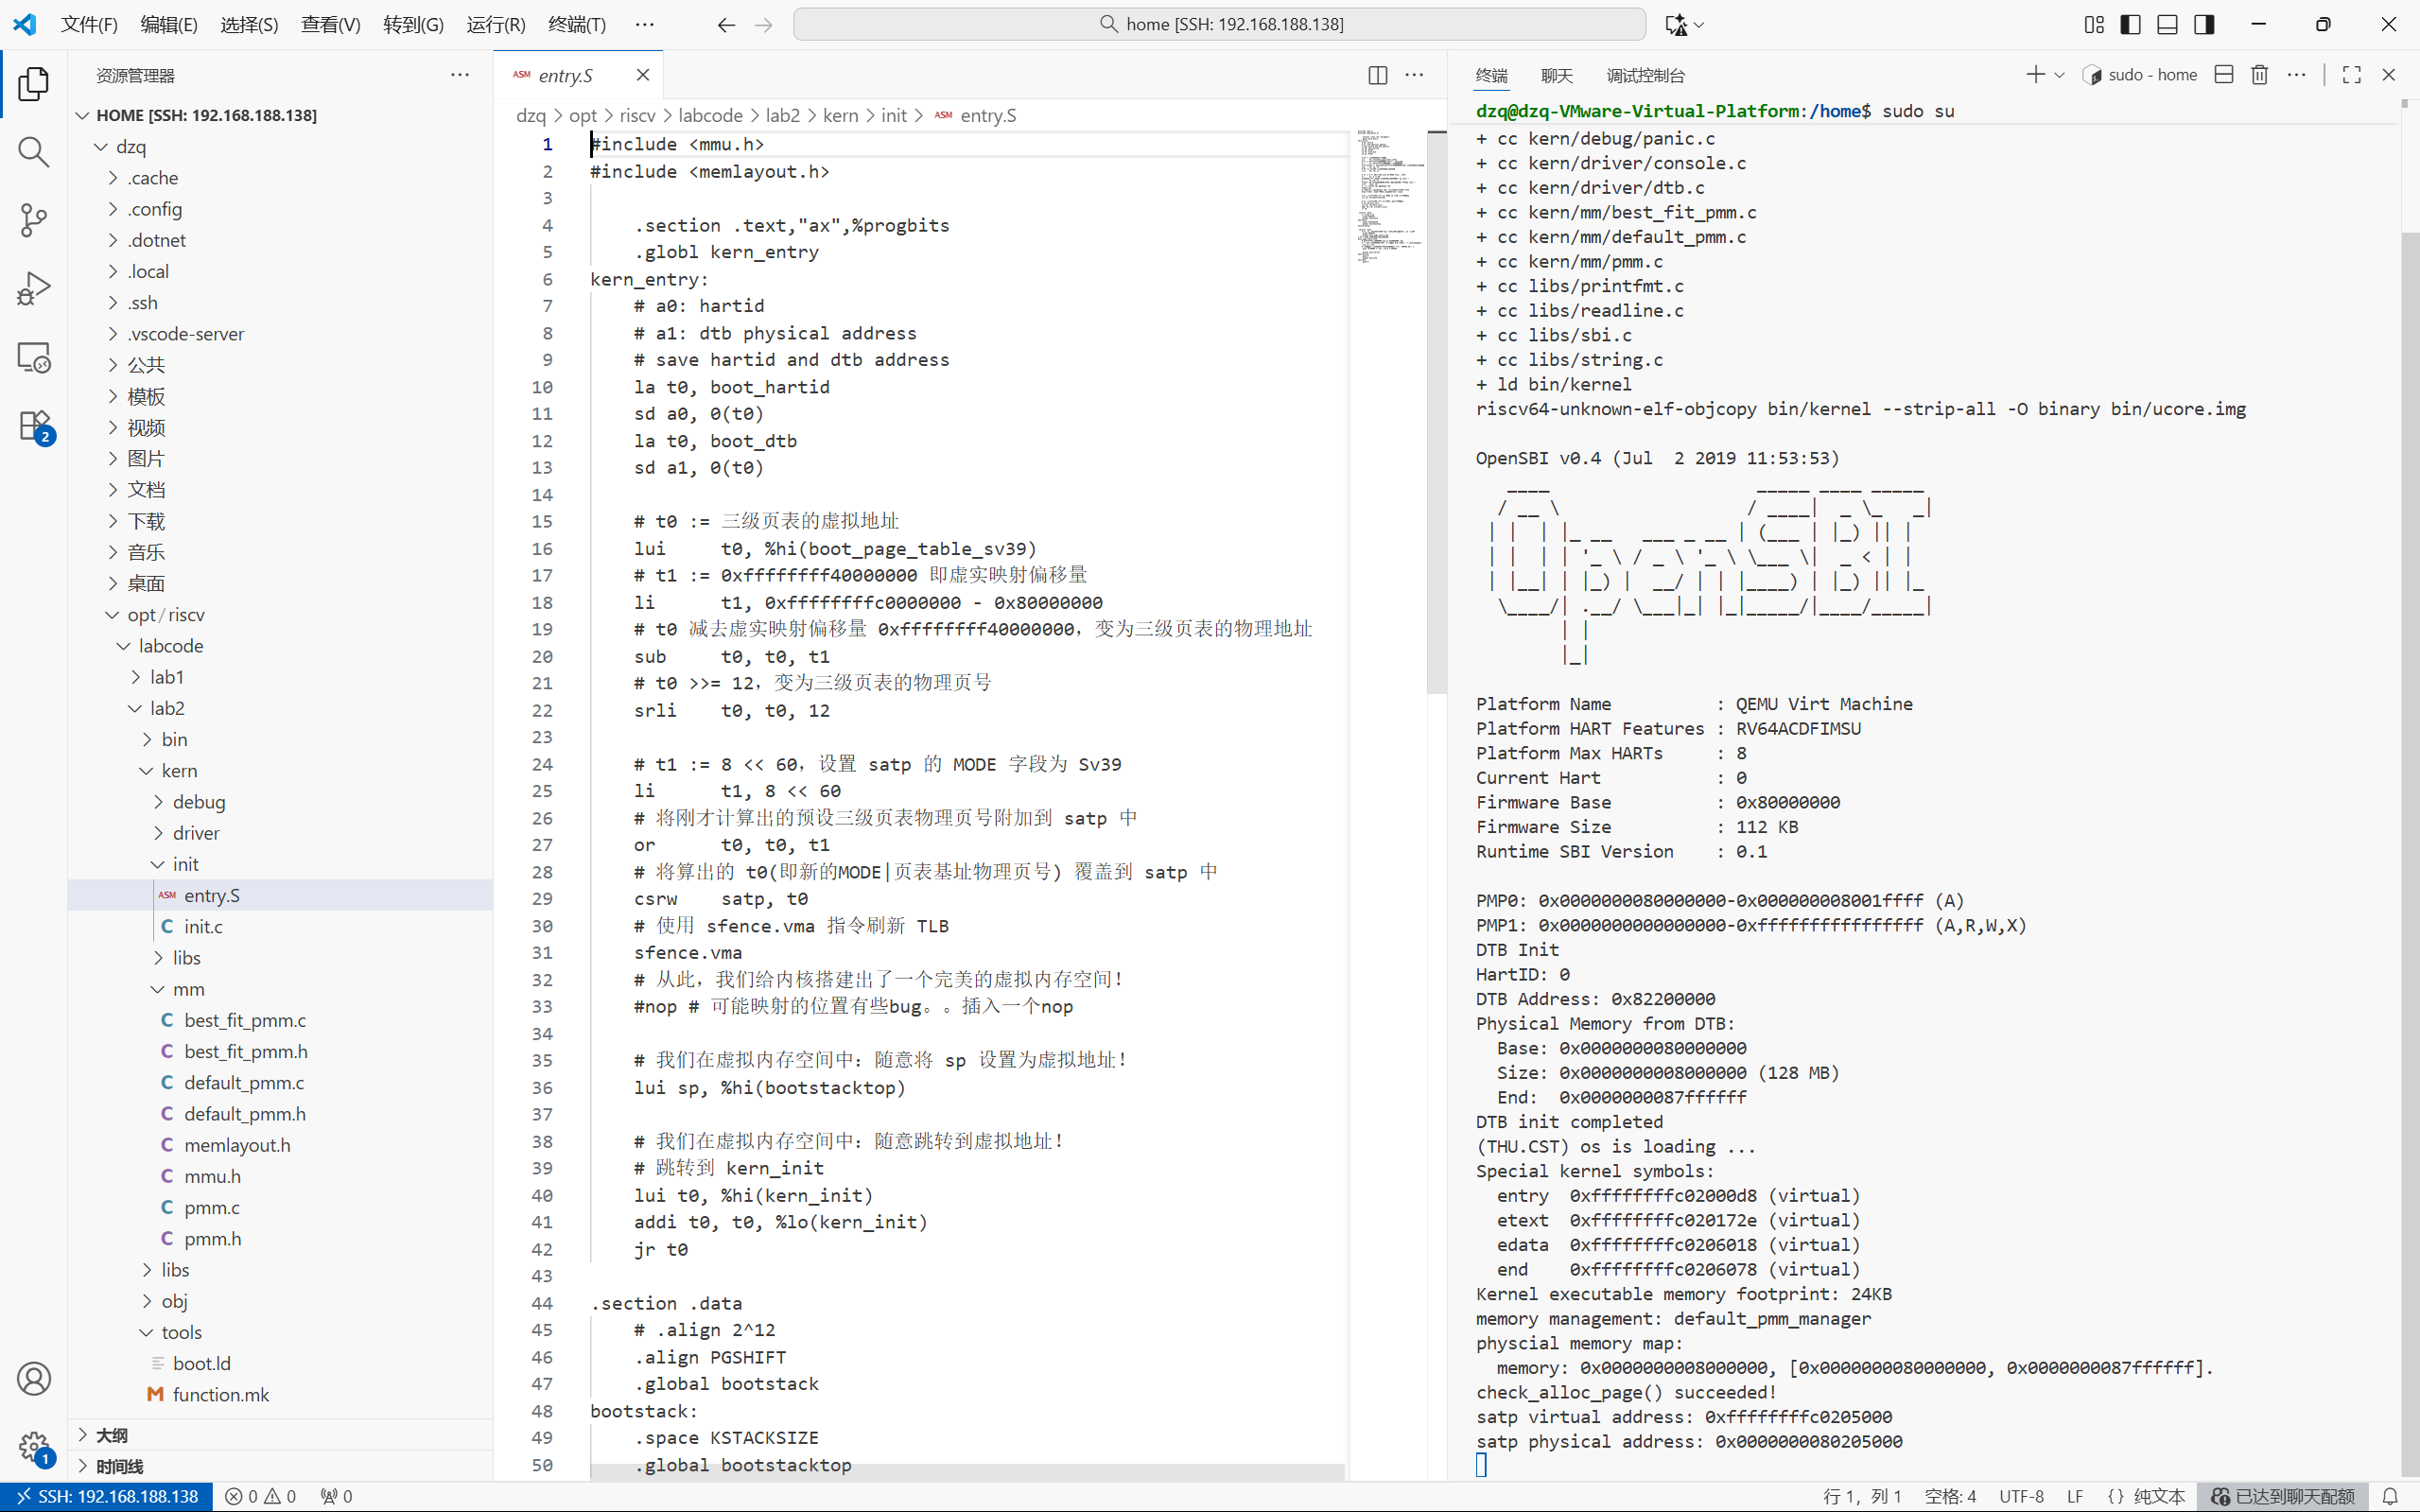 文件(F) 编辑(E) 选择(S) 查看(V) 转到(G) 运行(R) 终端(T) ··· home [SSH: 192.168.188.138]
资源管理器
HOME [SSH: 192.168.188.138]
dzq
.cache
.config
.dotnet
.local
.ssh
.vscode-server
公共
模板
视频
图片
文档
下载
音乐
桌面
opt/riscv
labcode
lab1
lab2
bin
kern
debug
driver
init
ASM entry.S
C init.c
libs
mm
C best_fit_pmm.c
C best_fit_pmm.h
C default_pmm.c
C default_pmm.h
C memlayout.h
C mmu.h
C pmm.c
C pmm.h
libs
obj
tools
boot.ld
M function.mk
大纲
时间线
2
1
ASM entry.S
dzq > opt > riscv > labcode > lab2 > kern > init > ASM entry.S
1 #include <mmu.h>
2 #include <memlayout.h>
3
4     .section .text,"ax",%progbits
5     .globl kern_entry
6 kern_entry:
7     # a0: hartid
8     # a1: dtb physical address
9     # save hartid and dtb address
10     la t0, boot_hartid
11     sd a0, 0(t0)
12     la t0, boot_dtb
13     sd a1, 0(t0)
14
15     # t0 := 三级页表的虚拟地址
16     lui     t0, %hi(boot_page_table_sv39)
17     # t1 := 0xffffffff40000000 即虚实映射偏移量
18     li      t1, 0xffffffffc0000000 - 0x80000000
19     # t0 减去虚实映射偏移量 0xffffffff40000000，变为三级页表的物理地址
20     sub     t0, t0, t1
21     # t0 >>= 12，变为三级页表的物理页号
22     srli    t0, t0, 12
23
24     # t1 := 8 << 60，设置 satp 的 MODE 字段为 Sv39
25     li      t1, 8 << 60
26     # 将刚才计算出的预设三级页表物理页号附加到 satp 中
27     or      t0, t0, t1
28     # 将算出的 t0(即新的MODE|页表基址物理页号) 覆盖到 satp 中
29     csrw    satp, t0
30     # 使用 sfence.vma 指令刷新 TLB
31     sfence.vma
32     # 从此，我们给内核搭建出了一个完美的虚拟内存空间！
33     #nop # 可能映射的位置有些bug。。插入一个nop
34
35     # 我们在虚拟内存空间中：随意将 sp 设置为虚拟地址！
36     lui sp, %hi(bootstacktop)
37
38     # 我们在虚拟内存空间中：随意跳转到虚拟地址！
39     # 跳转到 kern_init
40     lui t0, %hi(kern_init)
41     addi t0, t0, %lo(kern_init)
42     jr t0
43
44 .section .data
45     # .align 2^12
46     .align PGSHIFT
47     .global bootstack
48 bootstack:
49     .space KSTACKSIZE
50     .global bootstacktop
终端 聊天 调试控制台 sudo - home
dzq@dzq-VMware-Virtual-Platform:/home$ sudo su
+ cc kern/debug/panic.c
+ cc kern/driver/console.c
+ cc kern/driver/dtb.c
+ cc kern/mm/best_fit_pmm.c
+ cc kern/mm/default_pmm.c
+ cc kern/mm/pmm.c
+ cc libs/printfmt.c
+ cc libs/readline.c
+ cc libs/sbi.c
+ cc libs/string.c
+ ld bin/kernel
riscv64-unknown-elf-objcopy bin/kernel --strip-all -O binary bin/ucore.img
OpenSBI v0.4 (Jul  2 2019 11:53:53)
OpenSBI
Platform Name          : QEMU Virt Machine
Platform HART Features : RV64ACDFIMSU
Platform Max HARTs     : 8
Current Hart           : 0
Firmware Base          : 0x80000000
Firmware Size          : 112 KB
Runtime SBI Version    : 0.1
PMP0: 0x0000000080000000-0x000000008001ffff (A)
PMP1: 0x0000000000000000-0xffffffffffffffff (A,R,W,X)
DTB Init
HartID: 0
DTB Address: 0x82200000
Physical Memory from DTB:
  Base: 0x0000000080000000
  Size: 0x0000000008000000 (128 MB)
  End:  0x0000000087ffffff
DTB init completed
(THU.CST) os is loading ...
Special kernel symbols:
  entry  0xffffffffc02000d8 (virtual)
  etext  0xffffffffc020172e (virtual)
  edata  0xffffffffc0206018 (virtual)
  end    0xffffffffc0206078 (virtual)
Kernel executable memory footprint: 24KB
memory management: default_pmm_manager
physcial memory map:
  memory: 0x0000000008000000, [0x0000000080000000, 0x0000000087ffffff].
check_alloc_page() succeeded!
satp virtual address: 0xffffffffc0205000
satp physical address: 0x0000000080205000
SSH: 192.168.188.138 0 0 0 行 1，列 1 空格: 4 UTF-8 LF {} 纯文本 已达到聊天配额